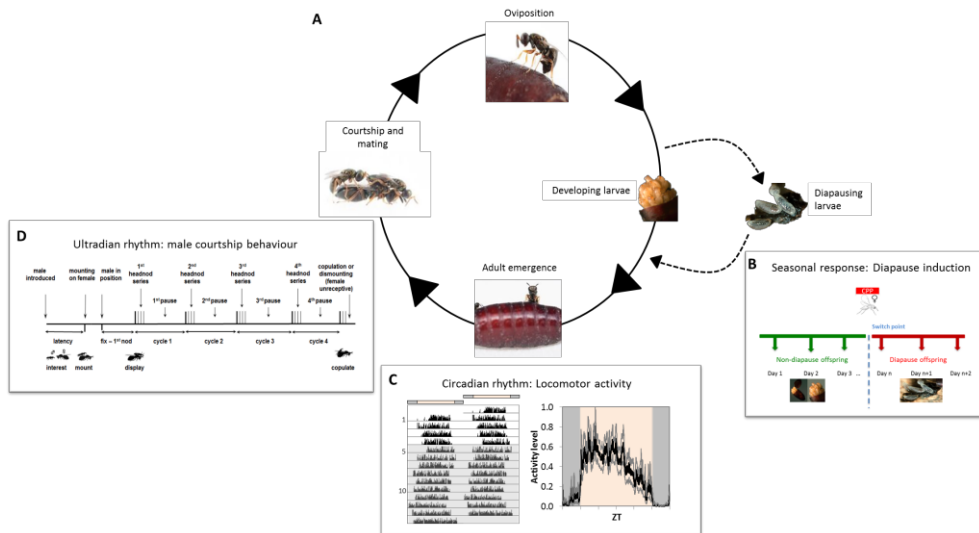 A
Oviposition
Courtship and
mating
Developing larvae
Diapausing
larvae
Adult emergence
D
Ultradian rhythm: male courtship behaviour
male
introduced
mounting
on female
male in
position
1st
headnod
series
2nd
headnod
series
3rd
headnod
series
4th
headnod
series
copulation or
dismounting
(female
unreceptive)
1st pause
2nd pause
3rd pause
4th pause
latency
fix – 1st nod
cycle 1
cycle 2
cycle 3
cycle 4
interest
mount
display
copulate
B
Seasonal response: Diapause induction
CPP
Switch point
Non-diapause offspring
Diapause offspring
Day 1
Day 2
Day 3 ...
Day n
Day n+1
Day n+2
C
Circadian rhythm: Locomotor activity
1
5
10
Activity level
1.0
0.8
0.6
0.4
0.2
0.0
ZT